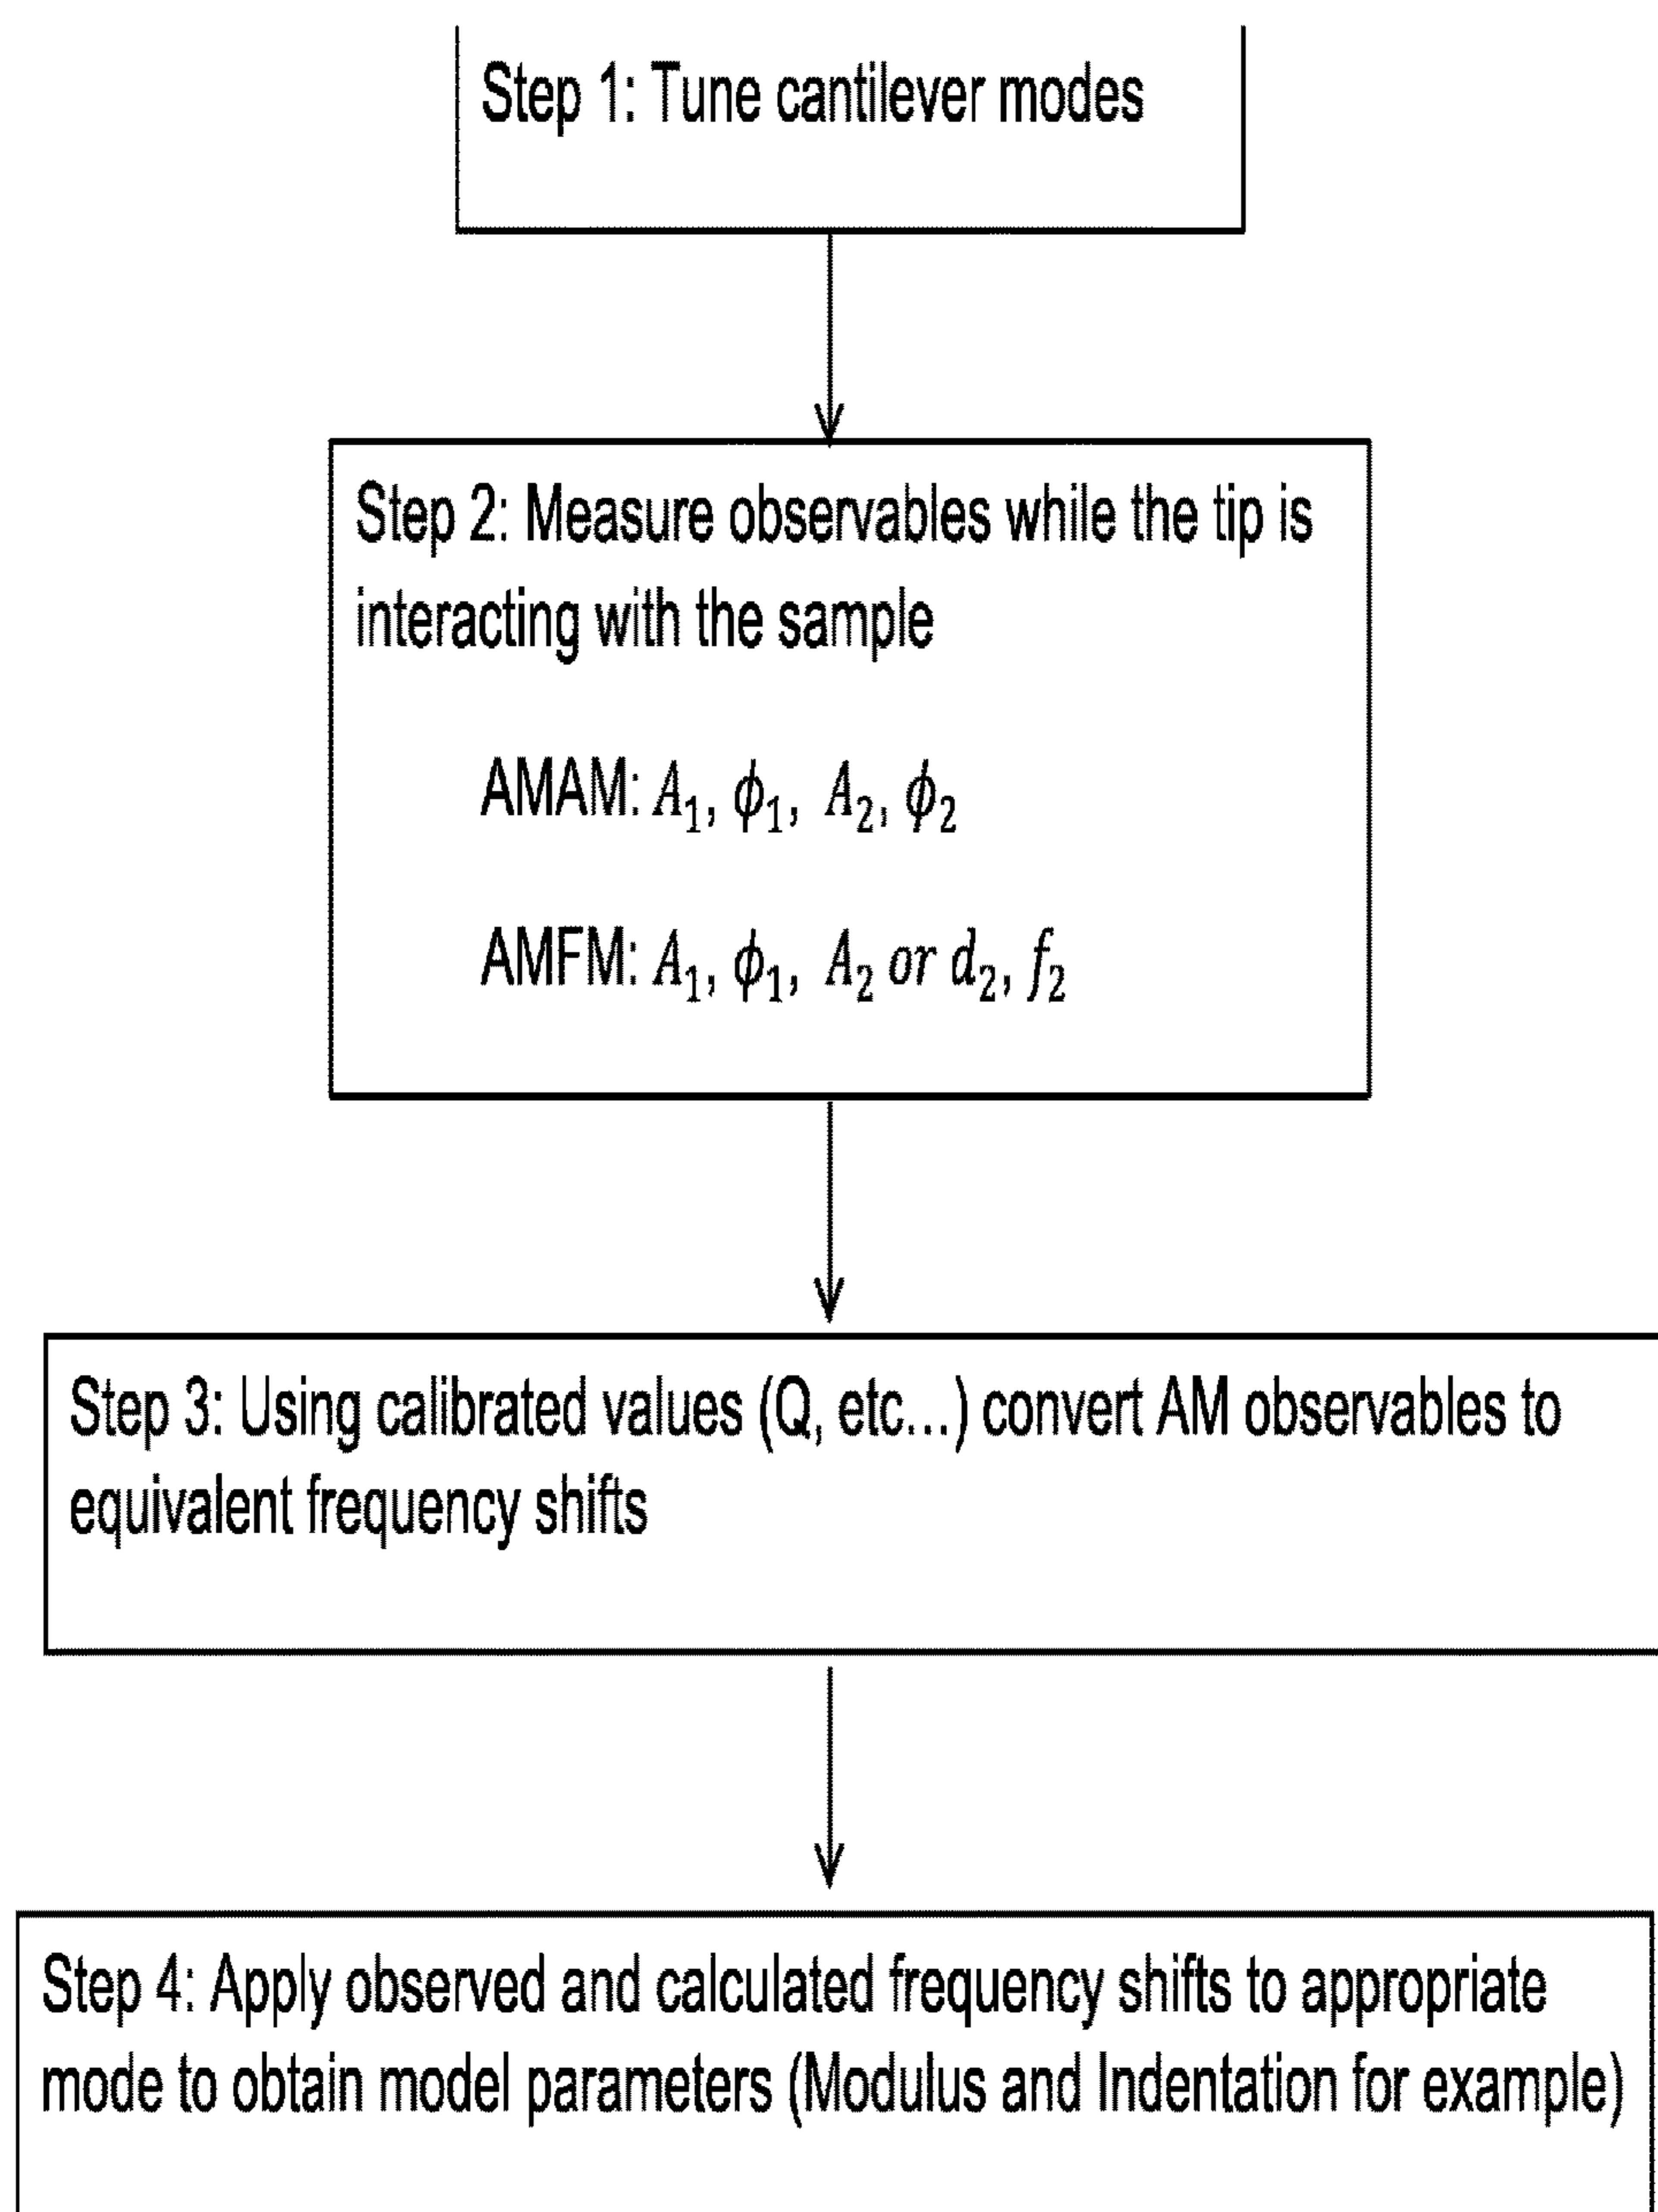 Step 1: Tune cantilever modes
Step 2: Measure observables while the tip is
interacting with the sample
AMAM: A₁, ϕ₁, A₂, ϕ₂
AMFM: A₁, ϕ₁, A₂ or d₂, f₂
Step 3: Using calibrated values (Q, etc...) convert AM observables to
equivalent frequency shifts
Step 4: Apply observed and calculated frequency shifts to appropriate
mode to obtain model parameters (Modulus and Indentation for example)